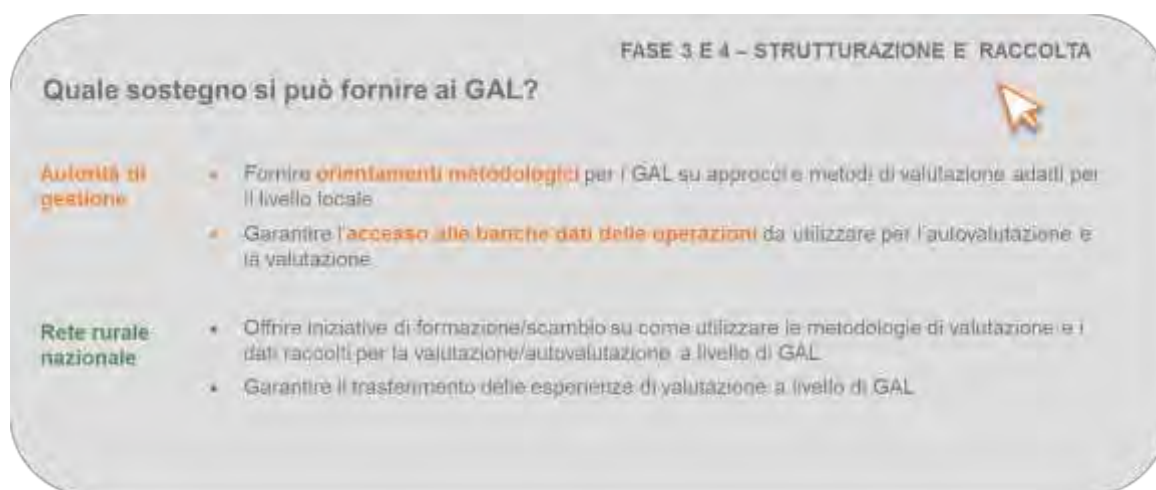 FASE 3 E 4 – STRUTTURAZIONE E RACCOLTA
Quale sostegno si può fornire ai GAL?
Autorità di
gestione
• Fornire orientamenti metodologici per i GAL su approcci e metodi di valutazione adatti per
il livello locale
• Garantire l'accesso alle banche dati delle operazioni da utilizzare per l'autovalutazione e
la valutazione
Rete rurale
nazionale
• Offrire iniziative di formazione/scambio su come utilizzare le metodologie di valutazione e i
dati raccolti per la valutazione/autovalutazione a livello di GAL
• Garantire il trasferimento delle esperienze di valutazione a livello di GAL